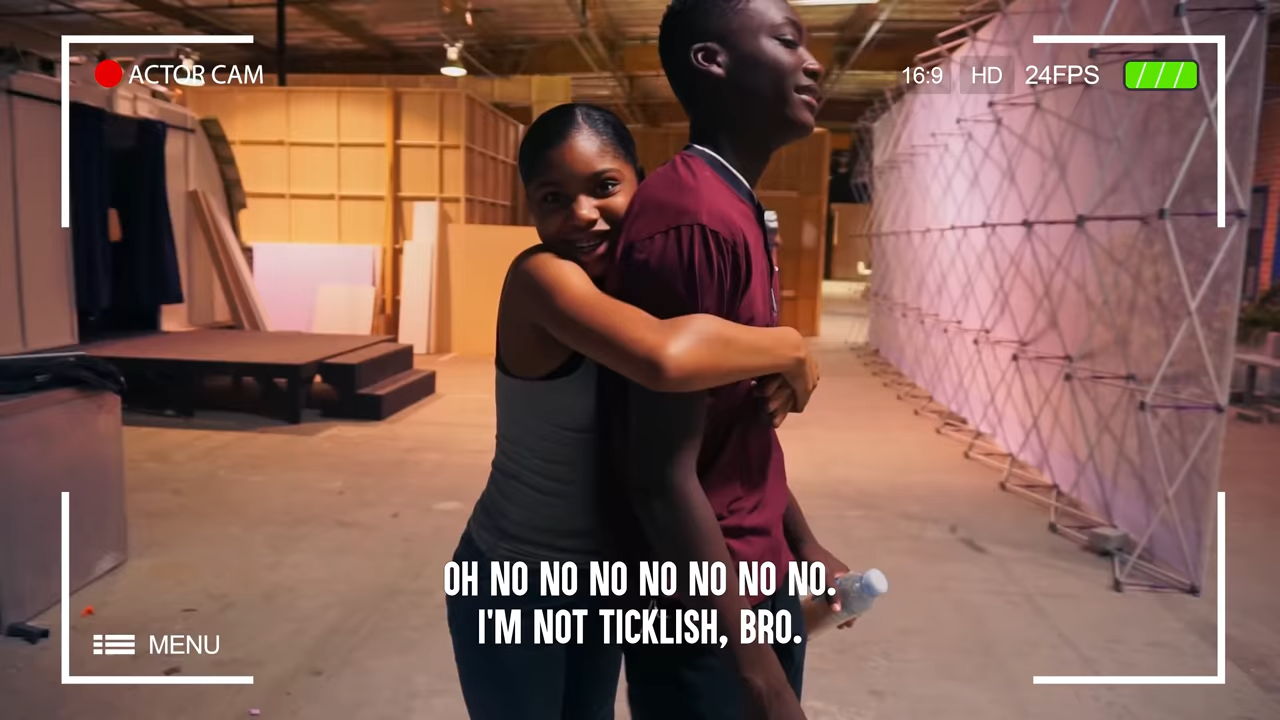 ACTOR CAM
16:9 HD 24FPS
OH NO NO NO NO NO NO NO.
I'M NOT TICKLISH, BRO.
MENU